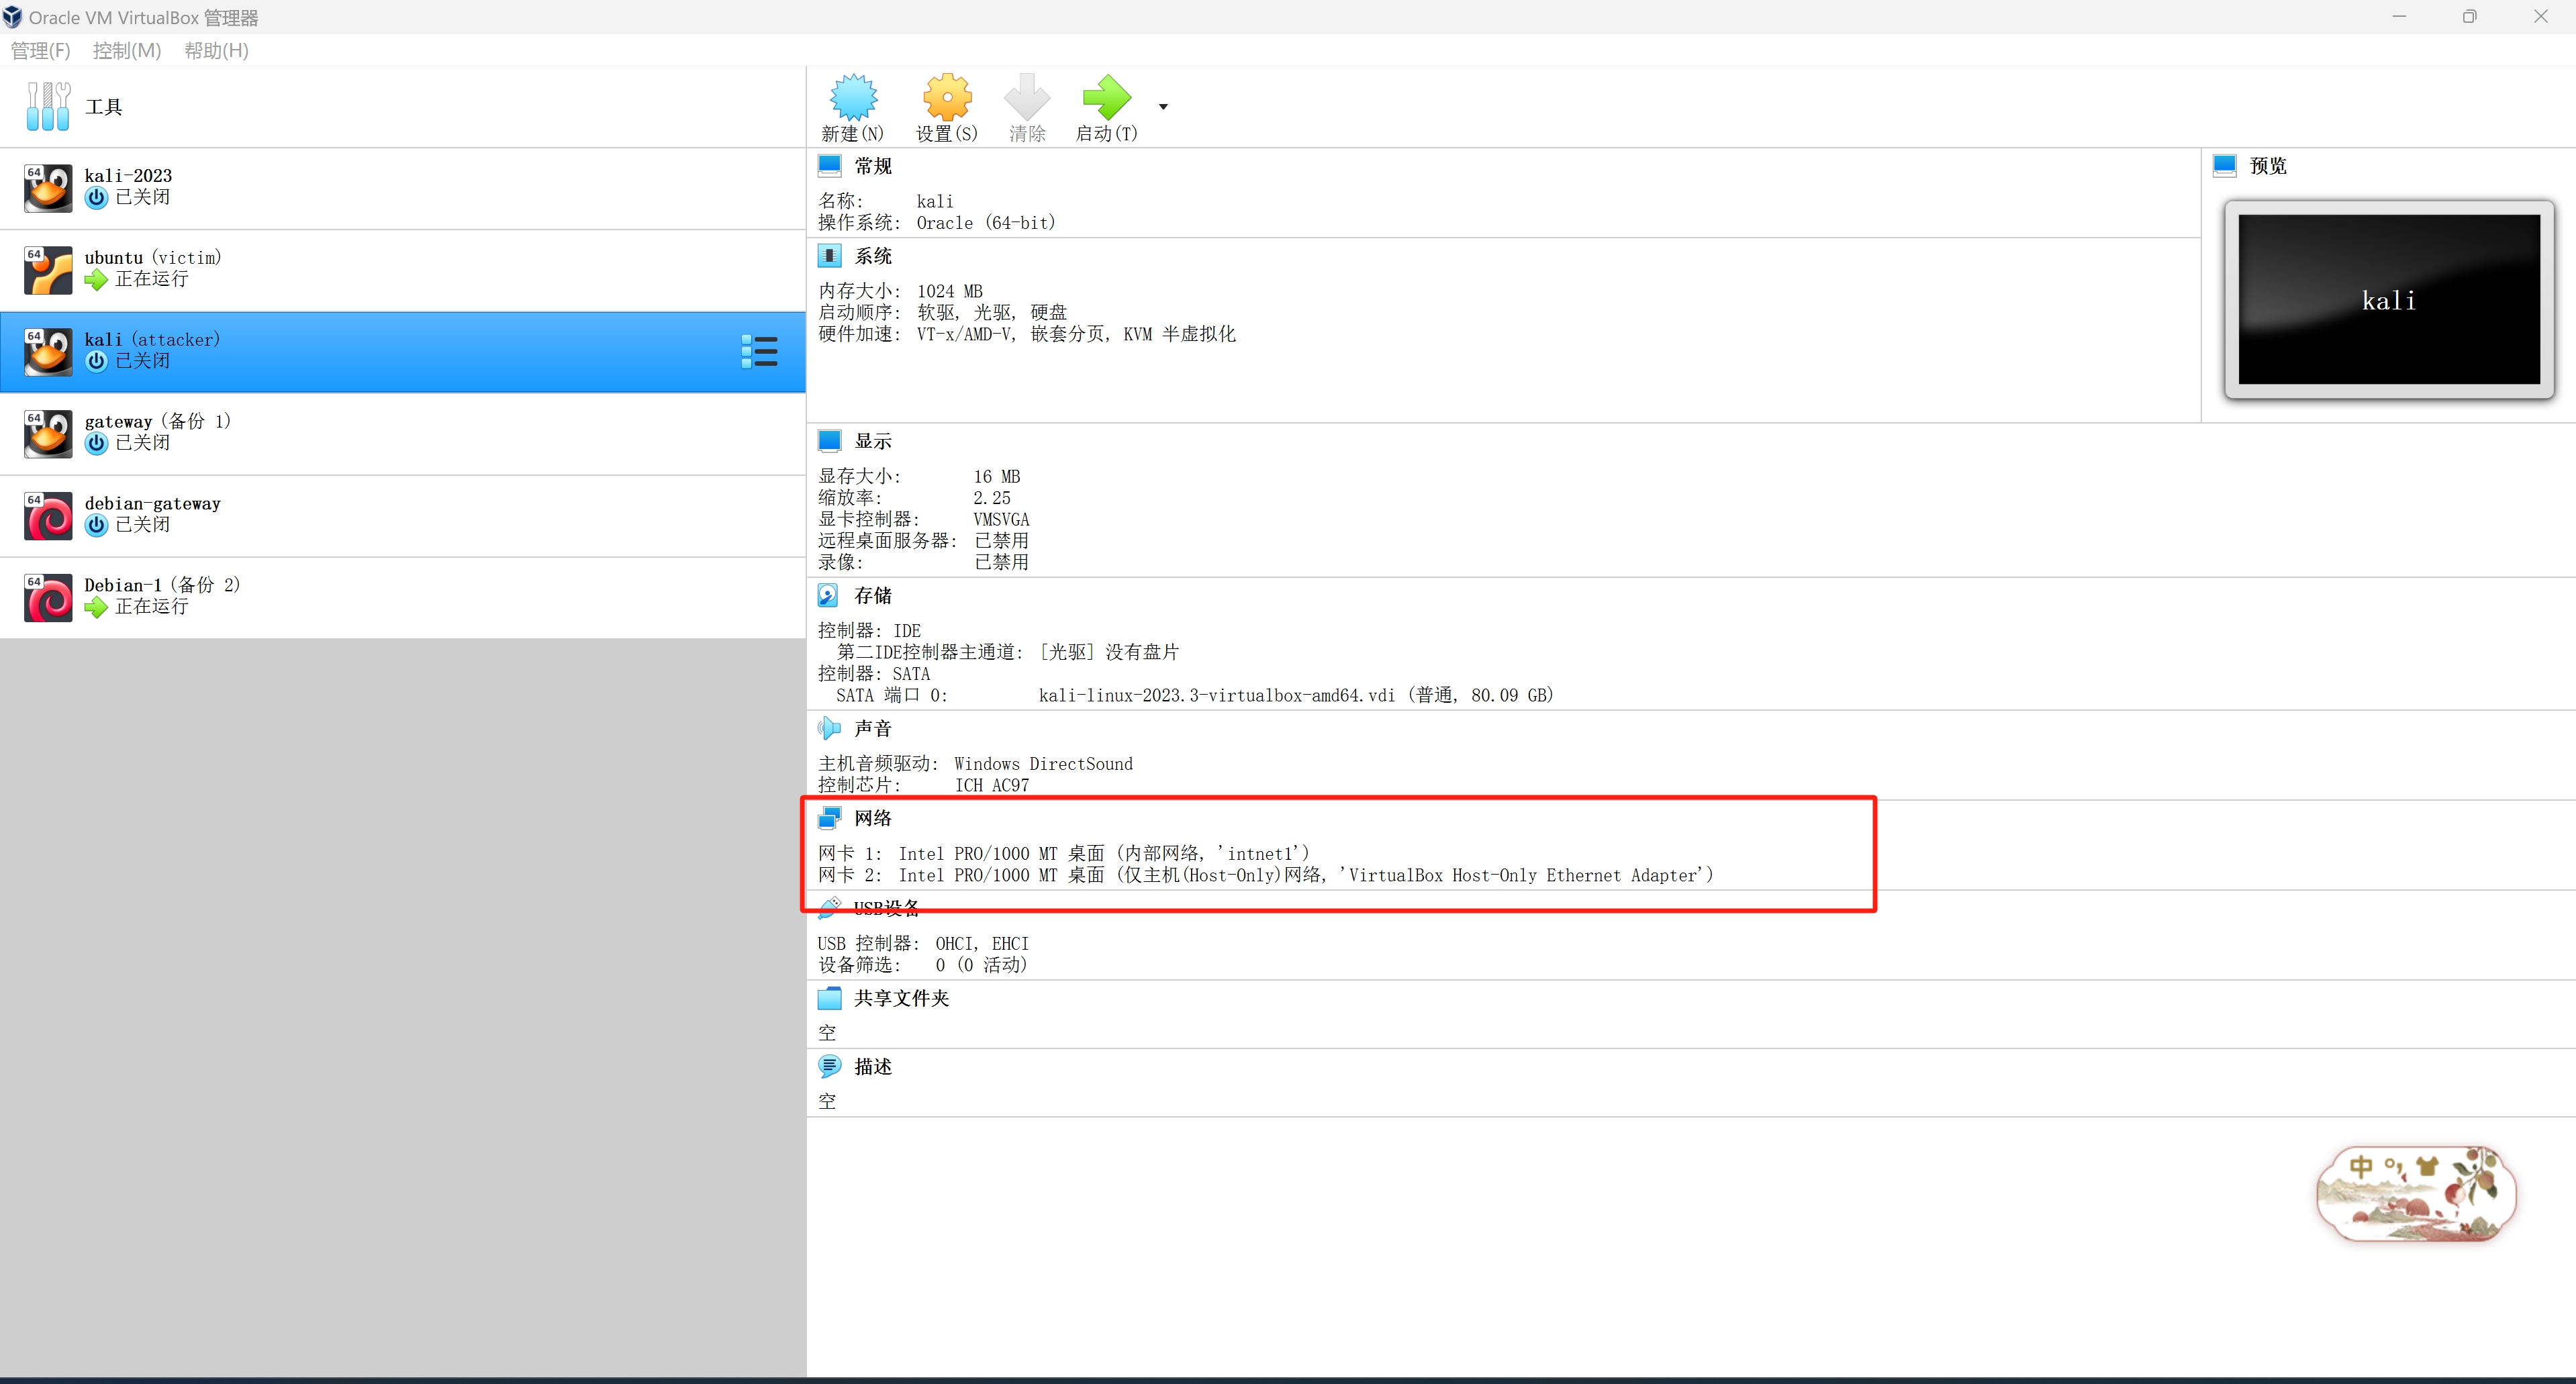 Oracle VM VirtualBox 管理器
管理(F) 控制(M) 帮助(H)
工具
新建(N) 设置(S) 清除 启动(T)
64
kali-2023
已关闭
64
ubuntu (victim)
正在运行
64
kali (attacker)
已关闭
64
gateway (备份 1)
已关闭
64
debian-gateway
已关闭
64
Debian-1 (备份 2)
正在运行
常规
名称: kali
操作系统: Oracle (64-bit)
预览
kali
系统
内存大小: 1024 MB
启动顺序: 软驱, 光驱, 硬盘
硬件加速: VT-x/AMD-V, 嵌套分页, KVM 半虚拟化
显示
显存大小: 16 MB
缩放率: 2.25
显卡控制器: VMSVGA
远程桌面服务器: 已禁用
录像: 已禁用
存储
控制器: IDE
第二IDE控制器主通道: [光驱] 没有盘片
控制器: SATA
SATA 端口 0: kali-linux-2023.3-virtualbox-amd64.vdi (普通, 80.09 GB)
声音
主机音频驱动: Windows DirectSound
控制芯片: ICH AC97
网络
网卡 1: Intel PRO/1000 MT 桌面 (内部网络, 'intnet1')
网卡 2: Intel PRO/1000 MT 桌面 (仅主机(Host-Only)网络, 'VirtualBox Host-Only Ethernet Adapter')
USB设备
USB 控制器: OHCI, EHCI
设备筛选: 0 (0 活动)
共享文件夹
空
描述
空
中 °,